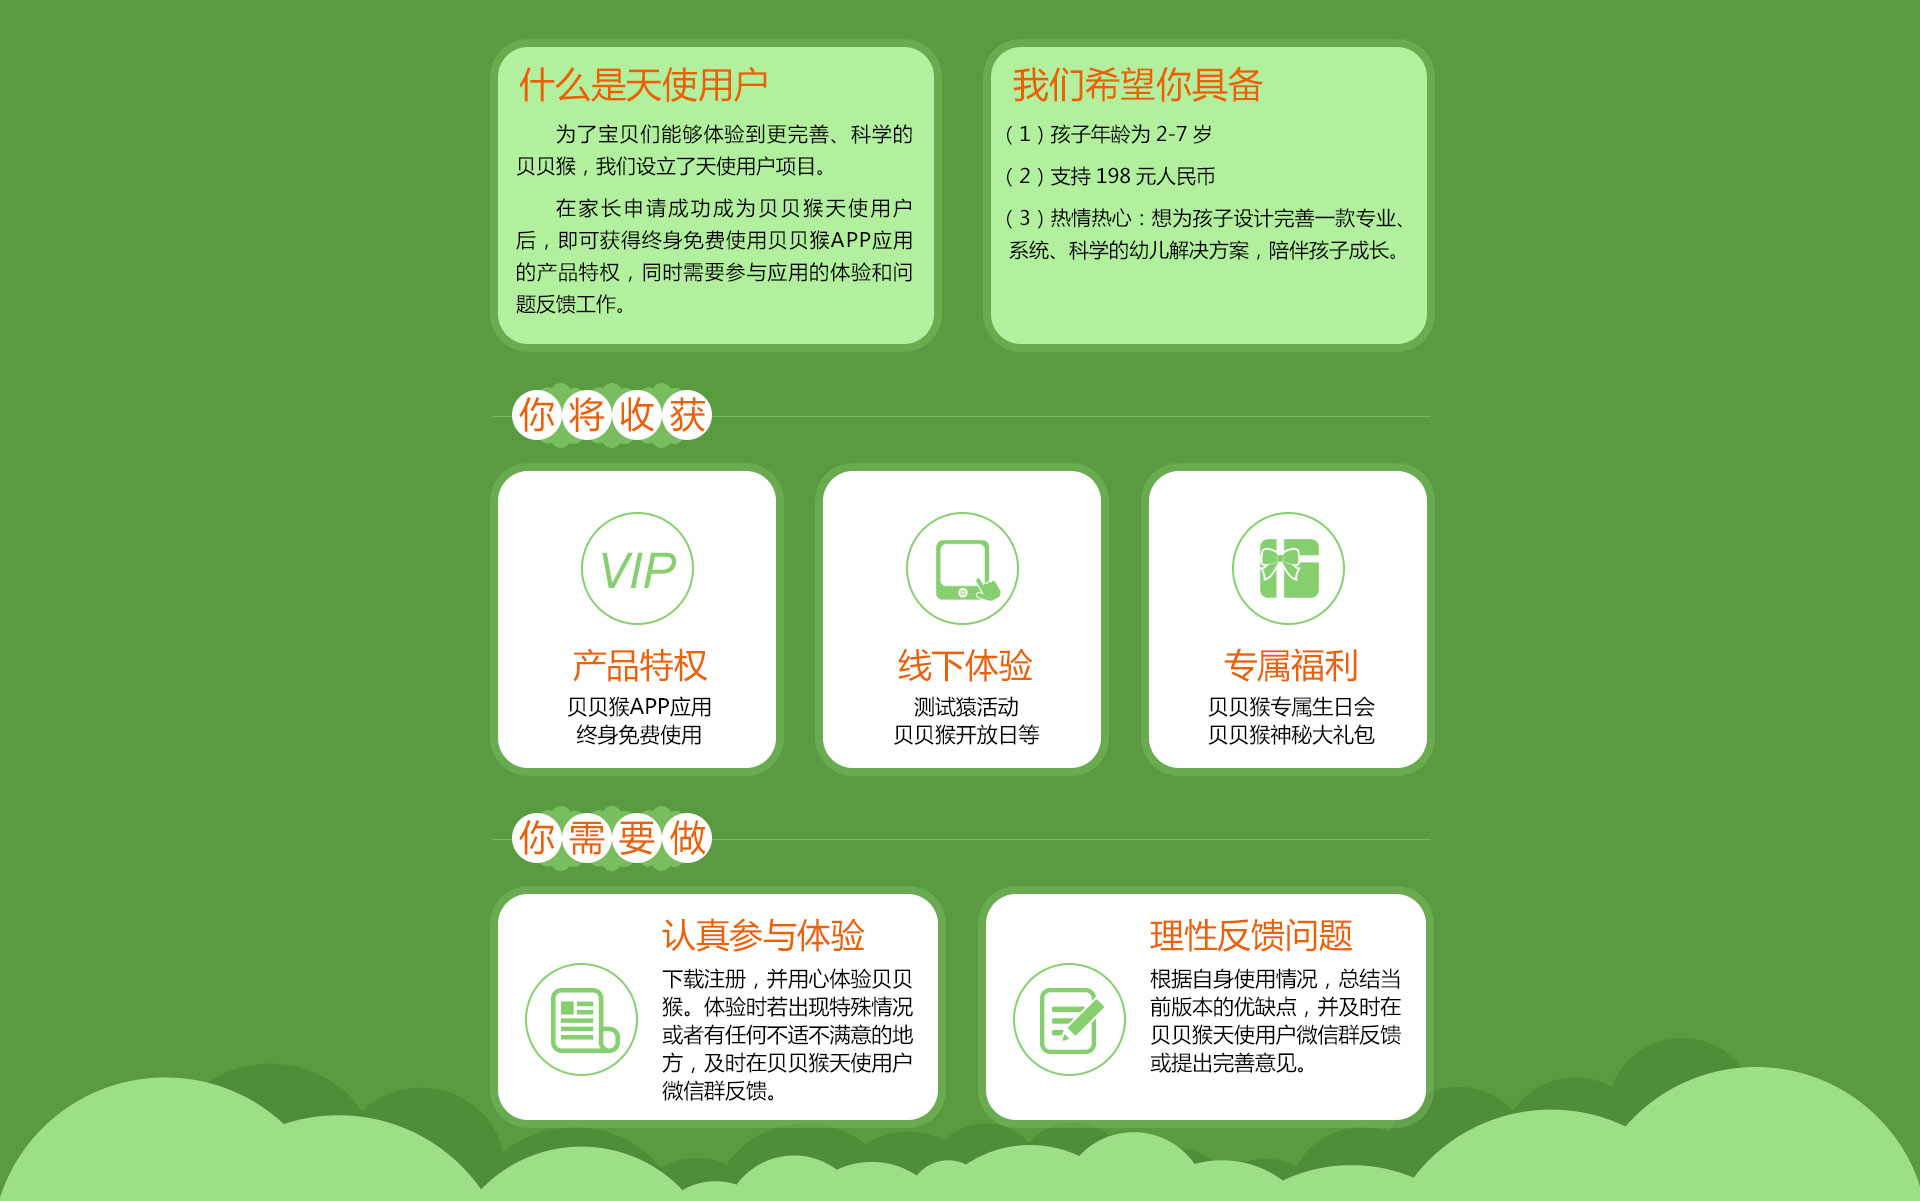 什么是天使用户
为了宝贝们能够体验到更完善、科学的
贝贝猴，我们设立了天使用户项目。
在家长申请成功成为贝贝猴天使用户
后，即可获得终身免费使用贝贝猴APP应用
的产品特权，同时需要参与应用的体验和问
题反馈工作。
我们希望你具备
（1）孩子年龄为 2-7 岁
（2）支持 198 元人民币
（3）热情热心：想为孩子设计完善一款专业、
系统、科学的幼儿解决方案，陪伴孩子成长。
你将收获
VIP
产品特权
贝贝猴APP应用
终身免费使用
线下体验
测试猿活动
贝贝猴开放日等
专属福利
贝贝猴专属生日会
贝贝猴神秘大礼包
你需要做
认真参与体验
下载注册，并用心体验贝贝
猴。体验时若出现特殊情况
或者有任何不适不满意的地
方，及时在贝贝猴天使用户
微信群反馈。
理性反馈问题
根据自身使用情况，总结当
前版本的优缺点，并及时在
贝贝猴天使用户微信群反馈
或提出完善意见。